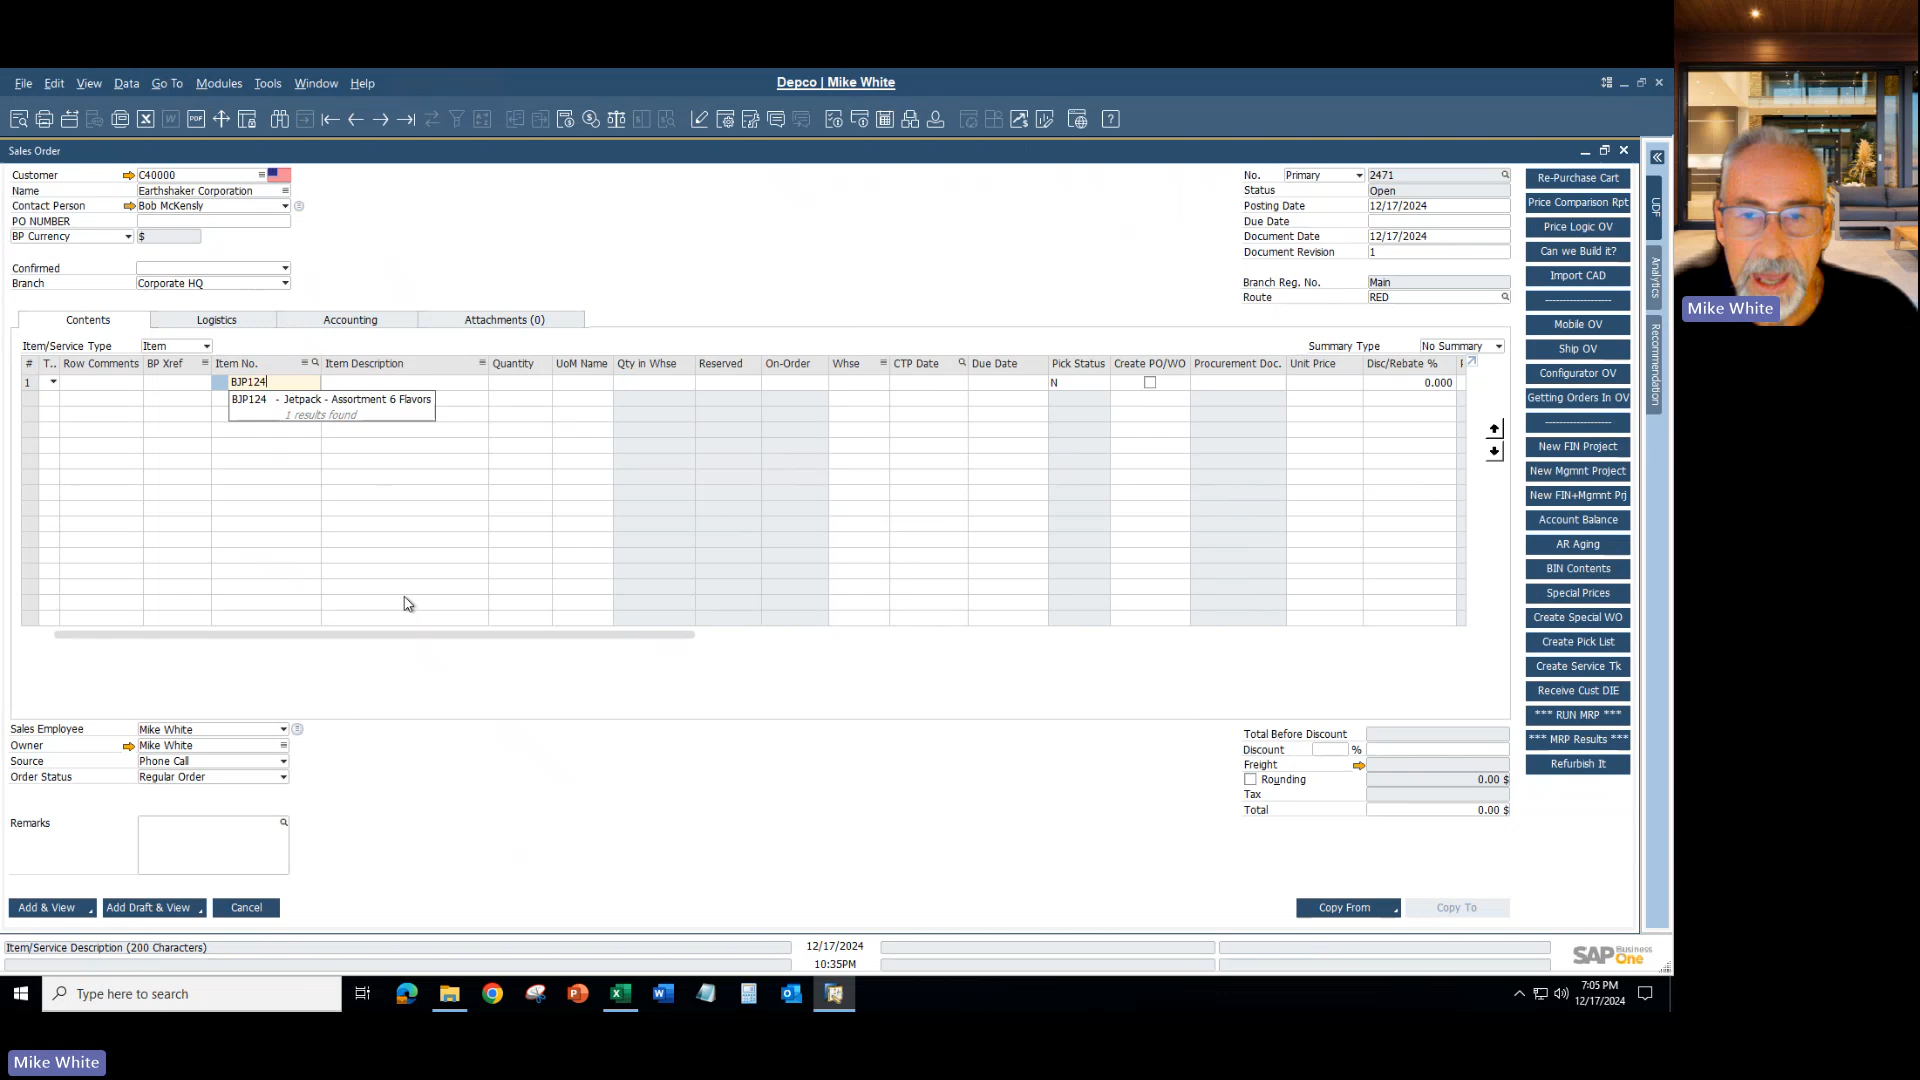 File Edit View Data Go To Modules Tools Window Help
Depco | Mike White
Sales Order
Customer C40000
Name Earthshaker Corporation
Contact Person Bob McKensly
PO NUMBER
BP Currency $
Confirmed
Branch Corporate HQ
No. Primary 2471
Status Open
Posting Date 12/17/2024
Due Date
Document Date 12/17/2024
Document Revision 1
Branch Reg. No. Main
Route RED
Contents Logistics Accounting Attachments (0)
Item/Service Type Item
Summary Type No Summary
# T.. Row Comments BP Xref Item No. Item Description Quantity UoM Name Qty in Whse Reserved On-Order Whse CTP Date Due Date Pick Status Create PO/WO Procurement Doc. Unit Price Disc/Rebate %
1 BJP124 N 0.000
BJP124 - Jetpack - Assortment 6 Flavors
1 results found
Sales Employee Mike White
Owner Mike White
Source Phone Call
Order Status Regular Order
Remarks
Total Before Discount
Discount %
Freight
Rounding 0.00 $
Tax
Total 0.00 $
Add & View Add Draft & View Cancel
Copy From Copy To
Re-Purchase Cart
Price Comparison Rpt
Price Logic OV
Can we Build it?
Import CAD
--------------------
Mobile OV
Ship OV
Configurator OV
Getting Orders In OV
--------------------
New FIN Project
New Mgmnt Project
New FIN+Mgmnt Prj
Account Balance
AR Aging
BIN Contents
Special Prices
Create Special WO
Create Pick List
Create Service Tk
Receive Cust DIE
*** RUN MRP ***
*** MRP Results ***
Refurbish It
UDF
Analytics
Recommendation
Item/Service Description (200 Characters)
12/17/2024
10:35PM
SAP Business One
Type here to search
7:05 PM
12/17/2024
Mike White
Mike White